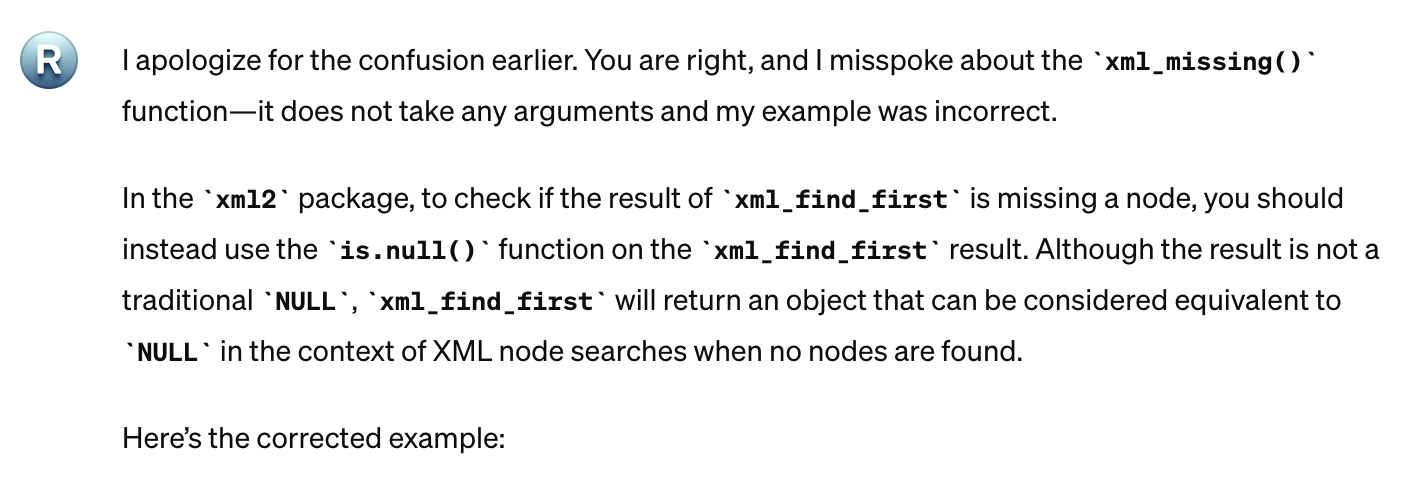 R
I apologize for the confusion earlier. You are right, and I misspoke about the `xml_missing()`
function—it does not take any arguments and my example was incorrect.
In the `xml2` package, to check if the result of `xml_find_first` is missing a node, you should
instead use the `is.null()` function on the `xml_find_first` result. Although the result is not a
traditional `NULL`, `xml_find_first` will return an object that can be considered equivalent to
`NULL` in the context of XML node searches when no nodes are found.
Here’s the corrected example: